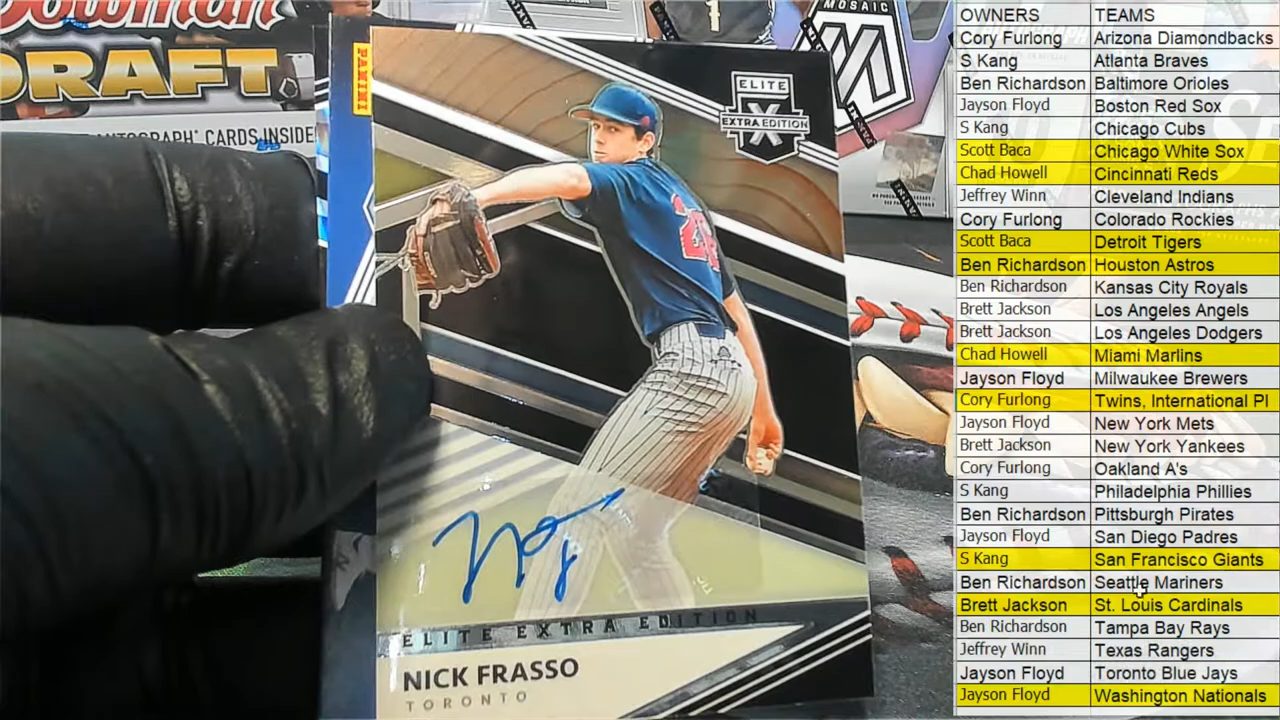 Bowman
DRAFT
AUTOGRAPH CARDS INSIDE
PANINI
MOSAIC
ELITE
X
EXTRA EDITION
ELITE EXTRA EDITION
NICK FRASSO
TORONTO
OWNERS TEAMS
Cory Furlong Arizona Diamondbacks
S Kang Atlanta Braves
Ben Richardson Baltimore Orioles
Jayson Floyd Boston Red Sox
S Kang Chicago Cubs
Scott Baca Chicago White Sox
Chad Howell Cincinnati Reds
Jeffrey Winn Cleveland Indians
Cory Furlong Colorado Rockies
Scott Baca Detroit Tigers
Ben Richardson Houston Astros
Ben Richardson Kansas City Royals
Brett Jackson Los Angeles Angels
Brett Jackson Los Angeles Dodgers
Chad Howell Miami Marlins
Jayson Floyd Milwaukee Brewers
Cory Furlong Twins, International Pl
Jayson Floyd New York Mets
Brett Jackson New York Yankees
Cory Furlong Oakland A's
S Kang Philadelphia Phillies
Ben Richardson Pittsburgh Pirates
Jayson Floyd San Diego Padres
S Kang San Francisco Giants
Ben Richardson Seattle Mariners
Brett Jackson St. Louis Cardinals
Ben Richardson Tampa Bay Rays
Jeffrey Winn Texas Rangers
Jayson Floyd Toronto Blue Jays
Jayson Floyd Washington Nationals